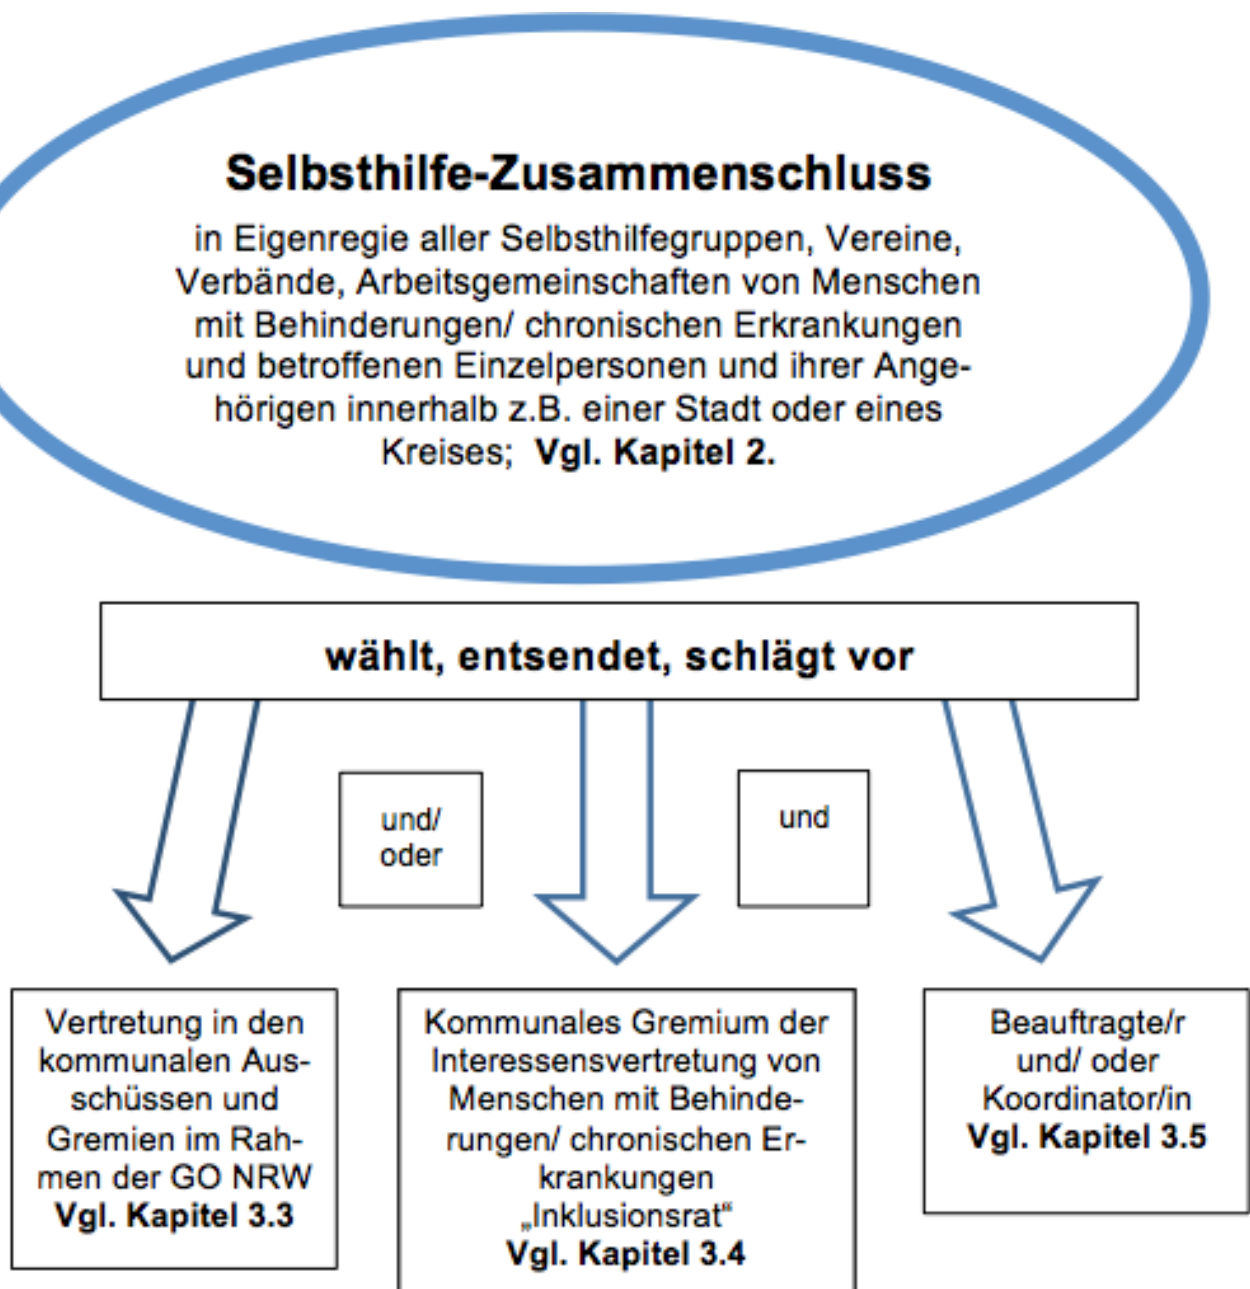 Selbsthilfe-Zusammenschluss
in Eigenregie aller Selbsthilfegruppen, Vereine,
Verbände, Arbeitsgemeinschaften von Menschen
mit Behinderungen/ chronischen Erkrankungen
und betroffenen Einzelpersonen und ihrer Ange-
hörigen innerhalb z.B. einer Stadt oder eines
Kreises; Vgl. Kapitel 2.
wählt, entsendet, schlägt vor
und/
oder
und
Vertretung in den
kommunalen Aus-
schüssen und
Gremien im Rah-
men der GO NRW
Vgl. Kapitel 3.3
Kommunales Gremium der
Interessensvertretung von
Menschen mit Behinde-
rungen/ chronischen Er-
krankungen
„Inklusionsrat“
Vgl. Kapitel 3.4
Beauftragte/r
und/ oder
Koordinator/in
Vgl. Kapitel 3.5